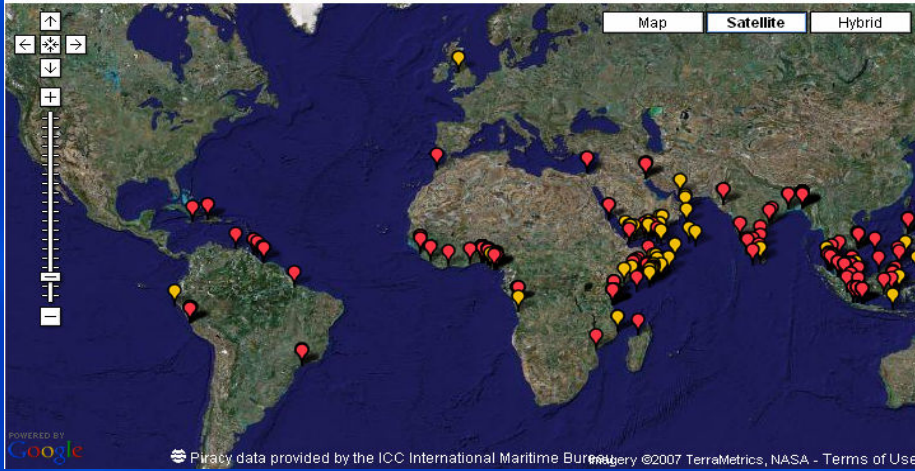 Map Satellite Hybrid
POWERED BY
Google
Piracy data provided by the ICC International Maritime Bureau
Imagery ©2007 TerraMetrics, NASA - Terms of Use